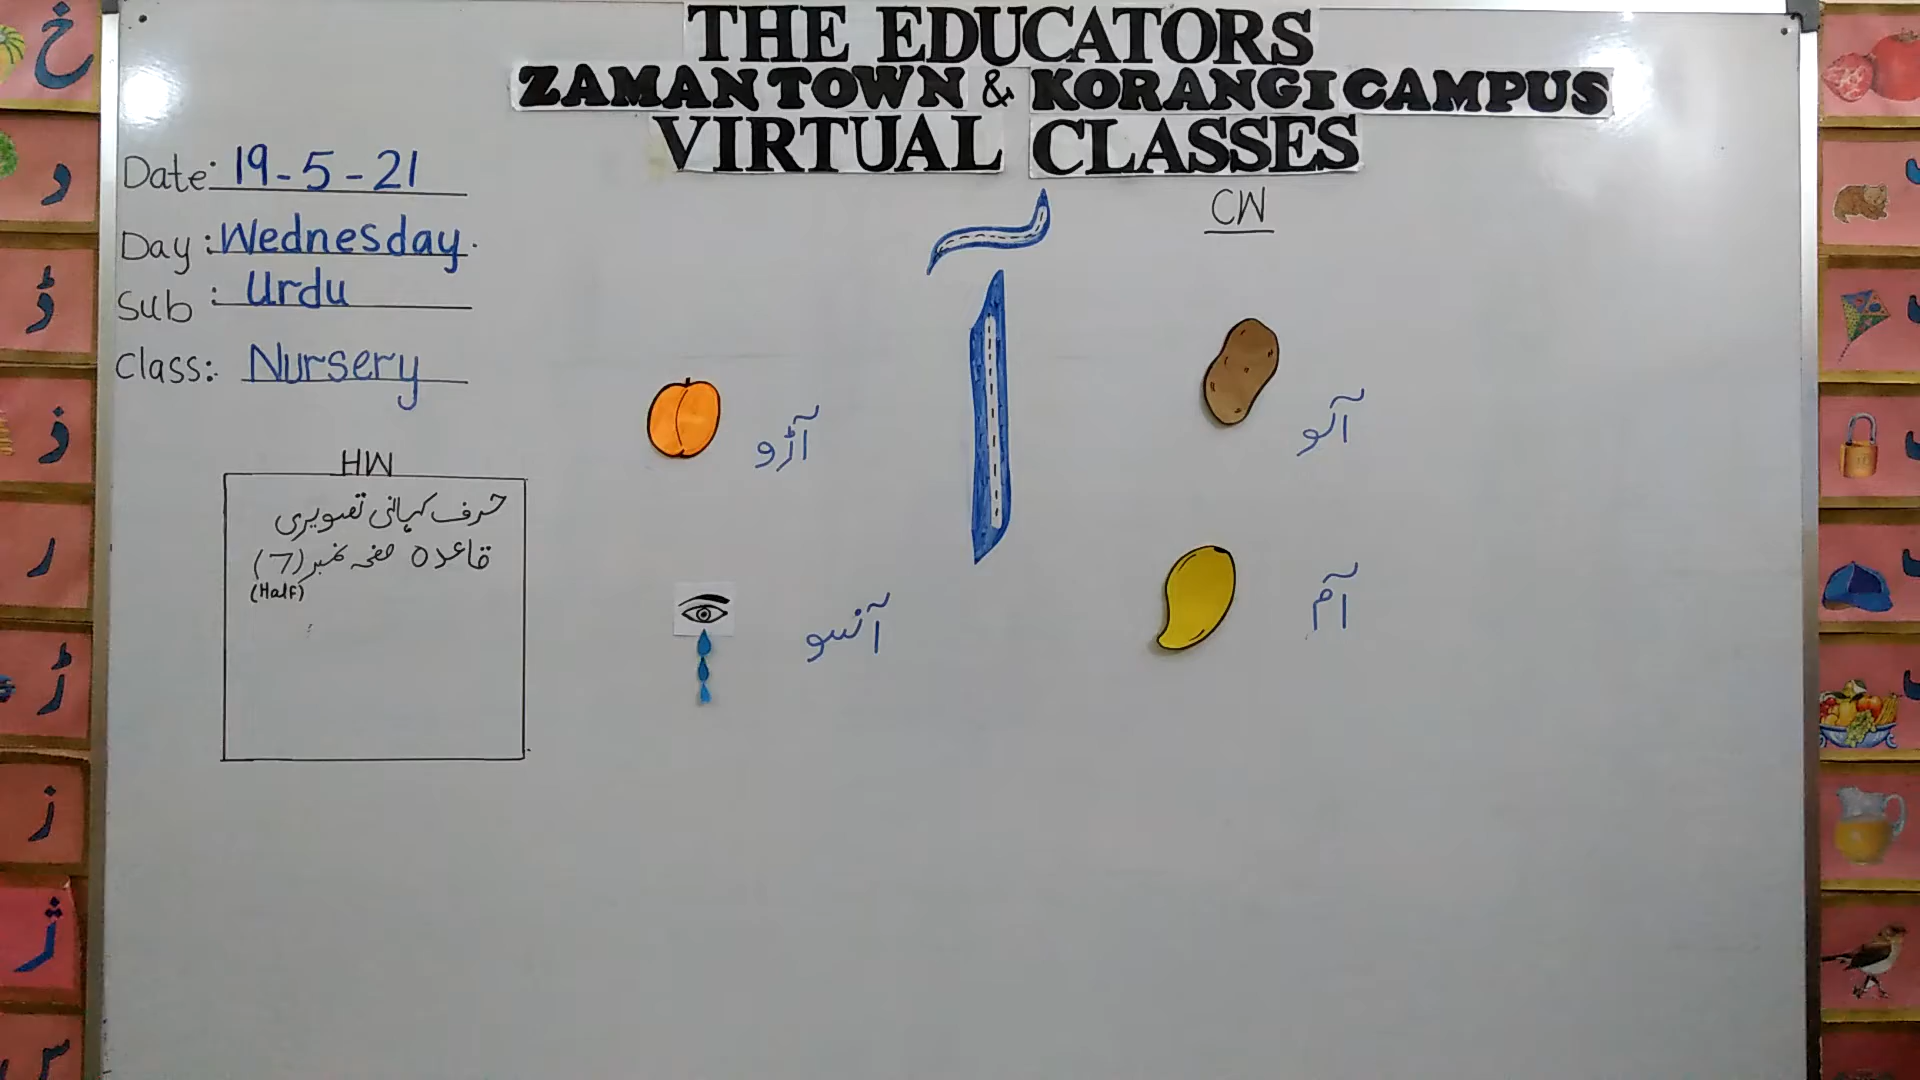 THE EDUCATORS
ZAMAN TOWN & KORANGI CAMPUS
VIRTUAL CLASSES
Date: 19-5-21
Day: Wednesday.
Sub: Urdu
Class: Nursery
CW
آ
آڑو
آلو
آنسو
آم
HW
حرف کہانی تصویری
قاعدہ صفحہ نمبر (7)
(Half)
خ
د
ڈ
ذ
ر
ڑ
ز
ژ
س